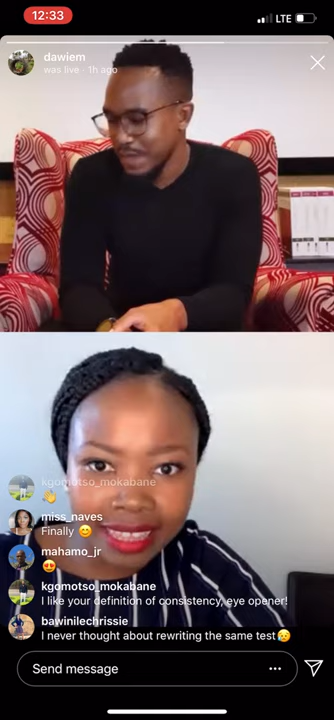 12:33
LTE
dawiem
was live · 1h ago
kgomotso_mokabane
👏
miss_naves
Finally 😊
mahamo_jr
😍
kgomotso_mokabane
I like your definition of consistency, eye opener!
bawinilechrissie
I never thought about rewriting the same test😥
Send message